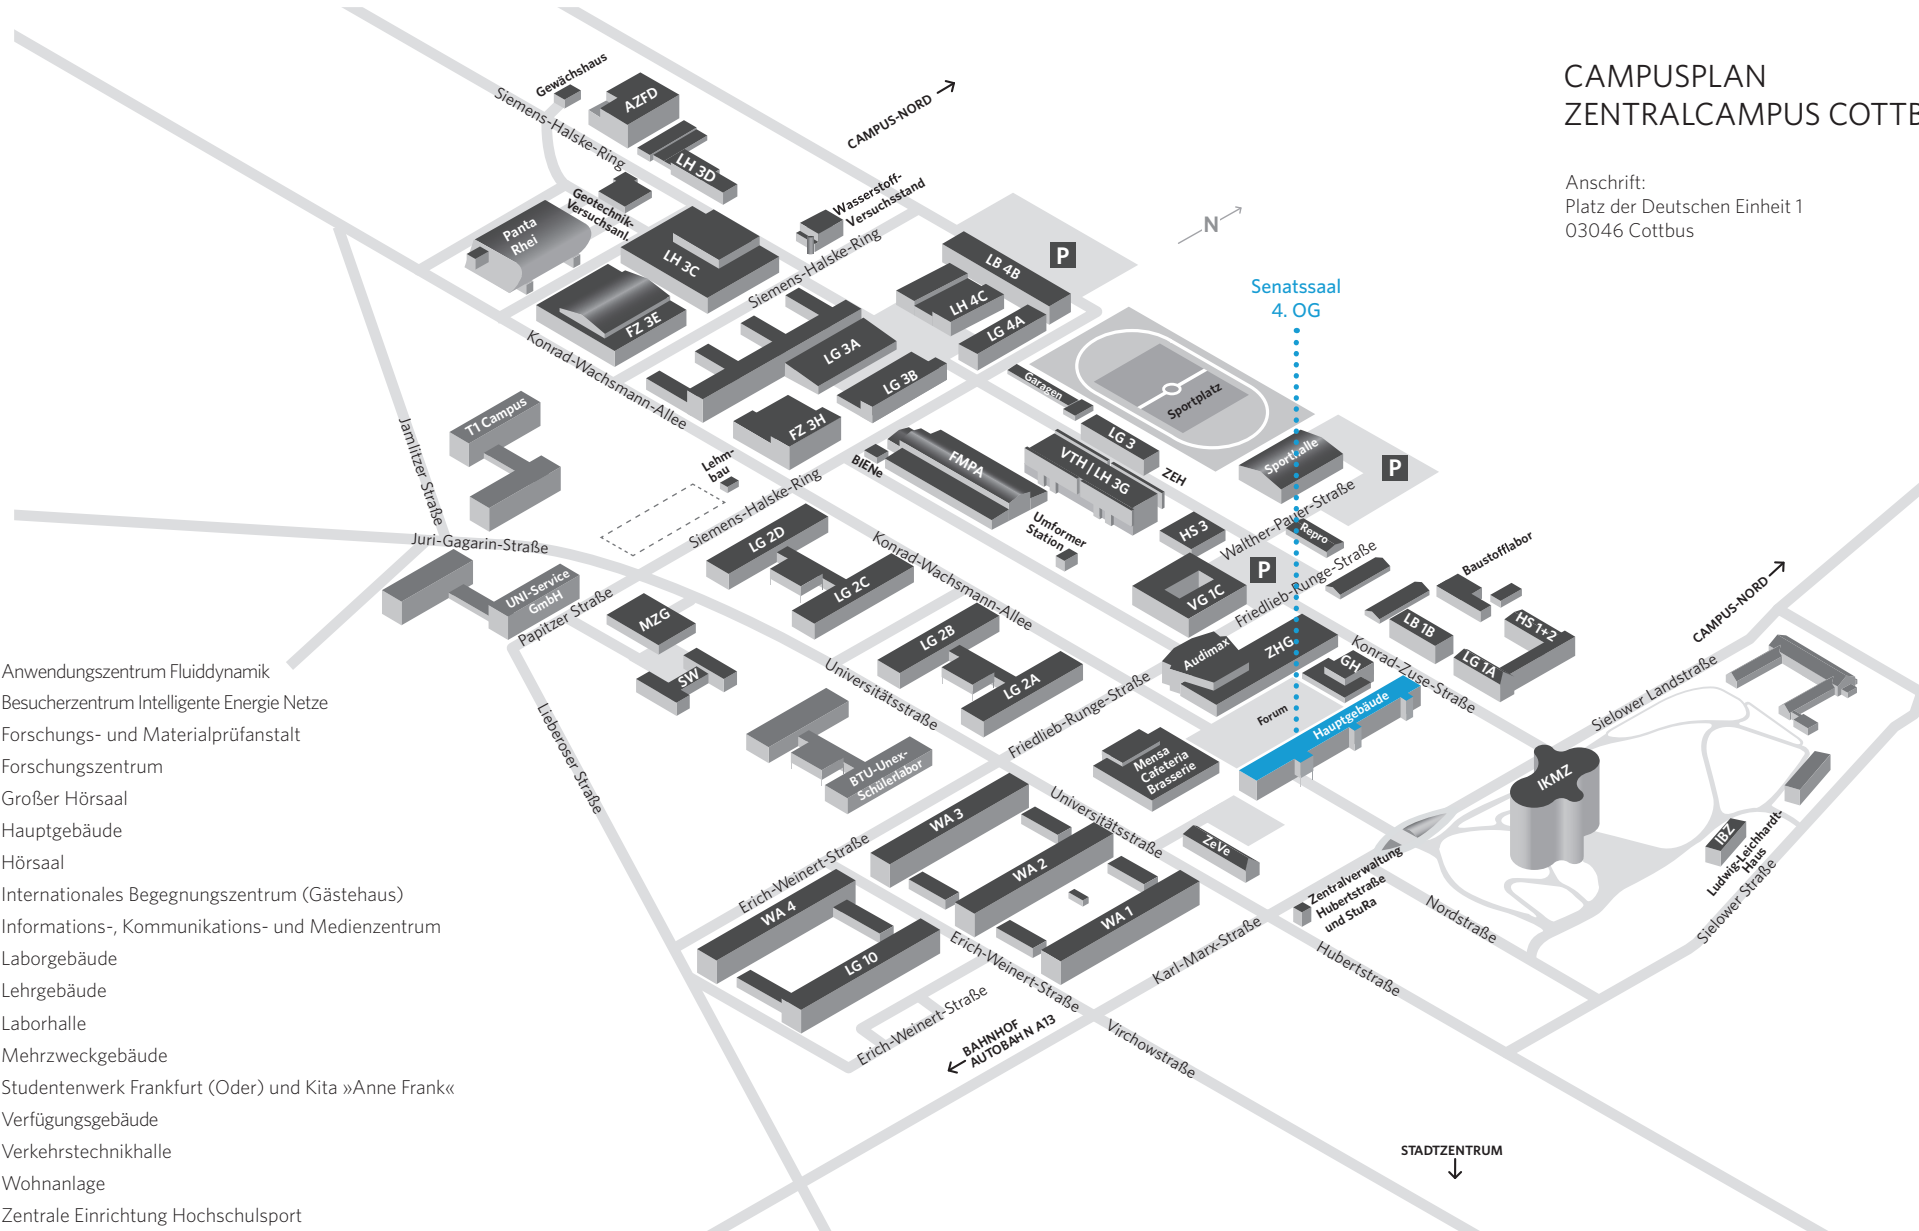 CAMPUSPLAN
ZENTRALCAMPUS COTTB
Anschrift:
Platz der Deutschen Einheit 1
03046 Cottbus
Gewächshaus
AZFD
Siemens-Halske-Ring
LH 3D
CAMPUS-NORD
Geotechnik-
Versuchsanl.
Wasserstoff-
Versuchsstand
Panta
Rhei
LH 3C
Siemens-Halske-Ring
N
P
LB 4B
LH 4C
LG 4A
FZ 3E
LG 3A
LG 3B
Konrad-Wachsmann-Allee
Senatssaal
4. OG
Garagen
Sportplatz
T1 Campus
Jamlitzer Straße
FZ 3H
BIENe
FMPA
Lehm-
bau
LG 3
VTH | LH 3G
ZEH
Sporthalle
P
Siemens-Halske-Ring
Umformer
Station
HS 3
Walther-Pauer-Straße
Repro
Juri-Gagarin-Straße
LG 2D
LG 2C
Konrad-Wachsmann-Allee
VG 1C
P
Friedlieb-Runge-Straße
Baustofflabor
UNI-Service
GmbH
Papitzer Straße
MZG
SW
LG 2B
LG 2A
Audimax
ZHG
GH
LB 1B
LG 1A
HS 1+2
CAMPUS-NORD
Konrad-Zuse-Straße
Sielower Landstraße
Universitätsstraße
Friedlieb-Runge-Straße
Forum
Hauptgebäude
Lieberoser Straße
BTU-Unex-
Schülerlabor
Mensa
Cafeteria
Brasserie
IKMZ
WA 3
Universitätsstraße
WA 2
ZeVe
IBZ
Ludwig-Leichhardt-
Haus
Erich-Weinert-Straße
WA 4
WA 1
Zentralverwaltung
Hubertstraße
und StuRa
Nordstraße
Sielower Straße
LG 10
Erich-Weinert-Straße
Karl-Marx-Straße
Hubertstraße
Erich-Weinert-Straße
BAHNHOF
AUTOBAHN A13
Virchowstraße
STADTZENTRUM
Anwendungszentrum Fluiddynamik
Besucherzentrum Intelligente Energie Netze
Forschungs- und Materialprüfanstalt
Forschungszentrum
Großer Hörsaal
Hauptgebäude
Hörsaal
Internationales Begegnungszentrum (Gästehaus)
Informations-, Kommunikations- und Medienzentrum
Laborgebäude
Lehrgebäude
Laborhalle
Mehrzweckgebäude
Studentenwerk Frankfurt (Oder) und Kita »Anne Frank«
Verfügungsgebäude
Verkehrstechnikhalle
Wohnanlage
Zentrale Einrichtung Hochschulsport